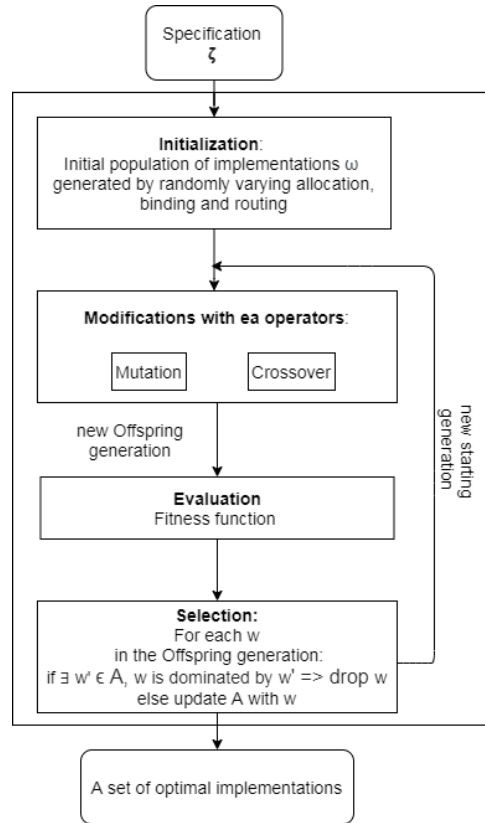 Specification
ζ
Initialization:
Initial population of implementations ω
generated by randomly varying allocation,
binding and routing
Modifications with ea operators:
Mutation
Crossover
new Offspring
generation
new starting
generation
Evaluation
Fitness function
Selection:
For each w
in the Offspring generation:
if ∃ w' ϵ A, w is dominated by w' => drop w
else update A with w
A set of optimal implementations